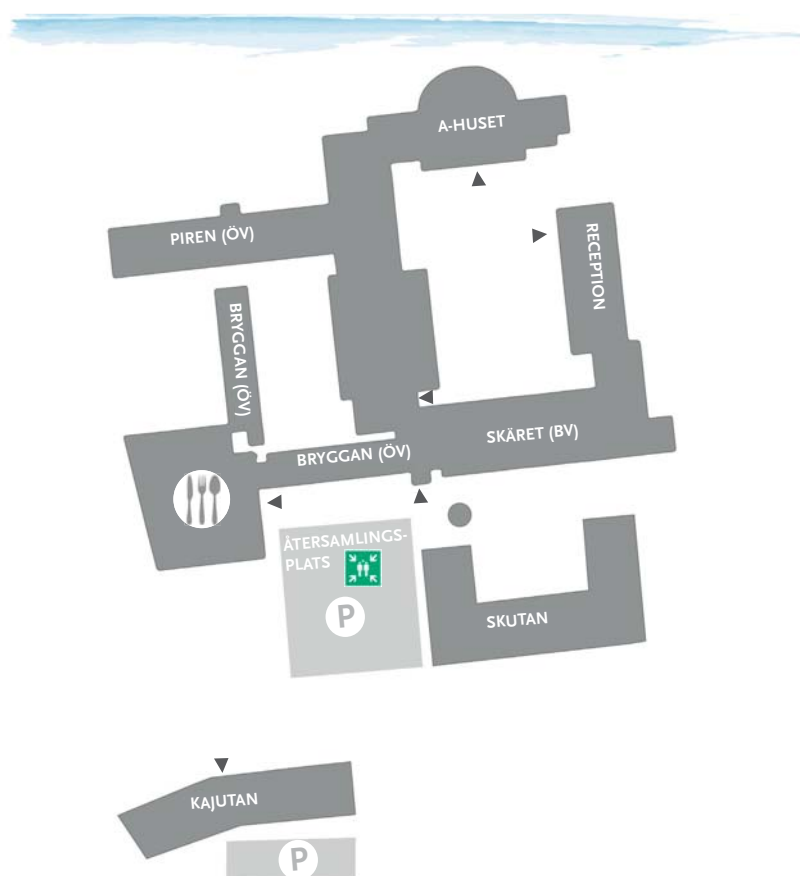 A-HUSET
PIREN (ÖV)
RECEPTION
BRYGGAN (ÖV)
SKÄRET (BV)
BRYGGAN (ÖV)
ÅTERSAMLINGS-
PLATS
P
SKUTAN
KAJUTAN
P